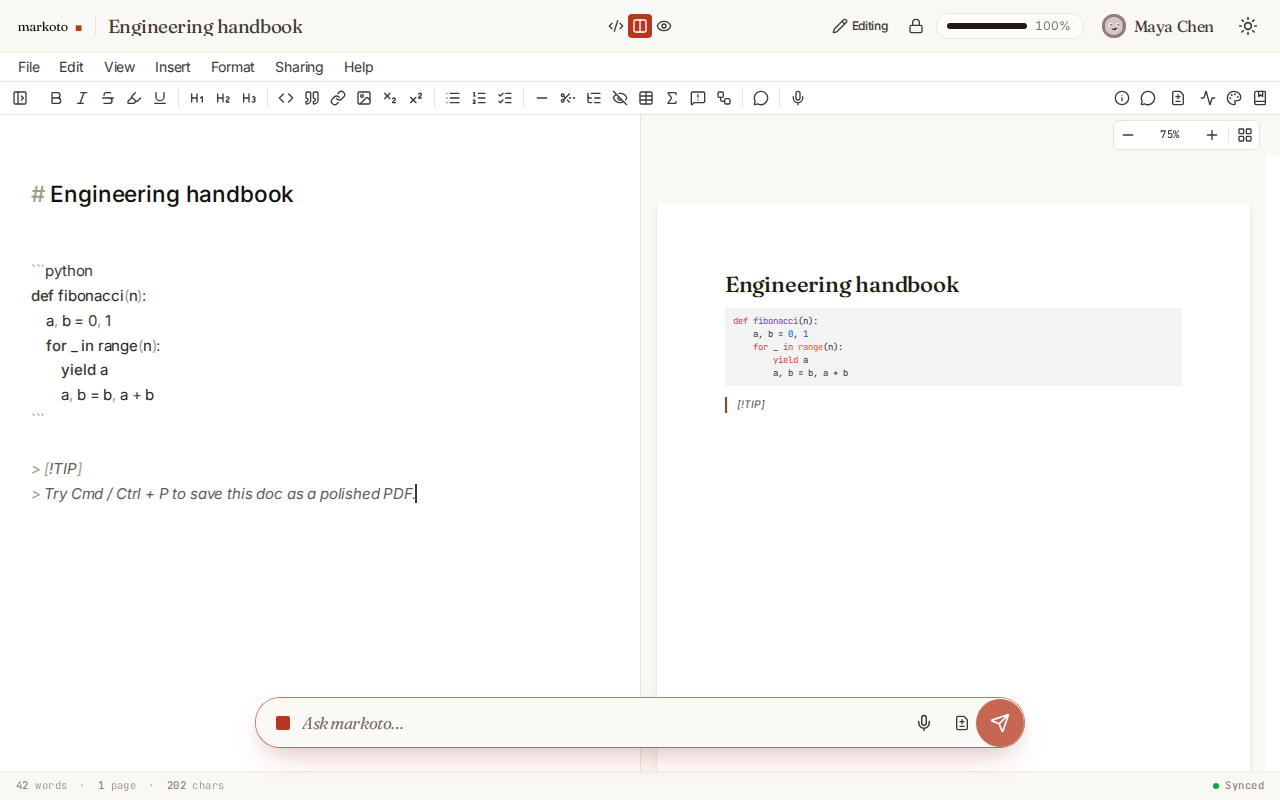 markoto
Engineering handbook
Editing
100%
Maya Chen
File Edit View Insert Format Sharing Help
H1 H2 H3
75%
# Engineering handbook
```python
def fibonacci(n):
    a, b = 0, 1
    for _ in range(n):
        yield a
        a, b = b, a + b
```
> [!TIP]
> Try Cmd / Ctrl + P to save this doc as a polished PDF.
Engineering handbook
def fibonacci(n):
    a, b = 0, 1
    for _ in range(n):
        yield a
        a, b = b, a + b
[!TIP]
Ask markoto...
42 words · 1 page · 202 chars
Synced